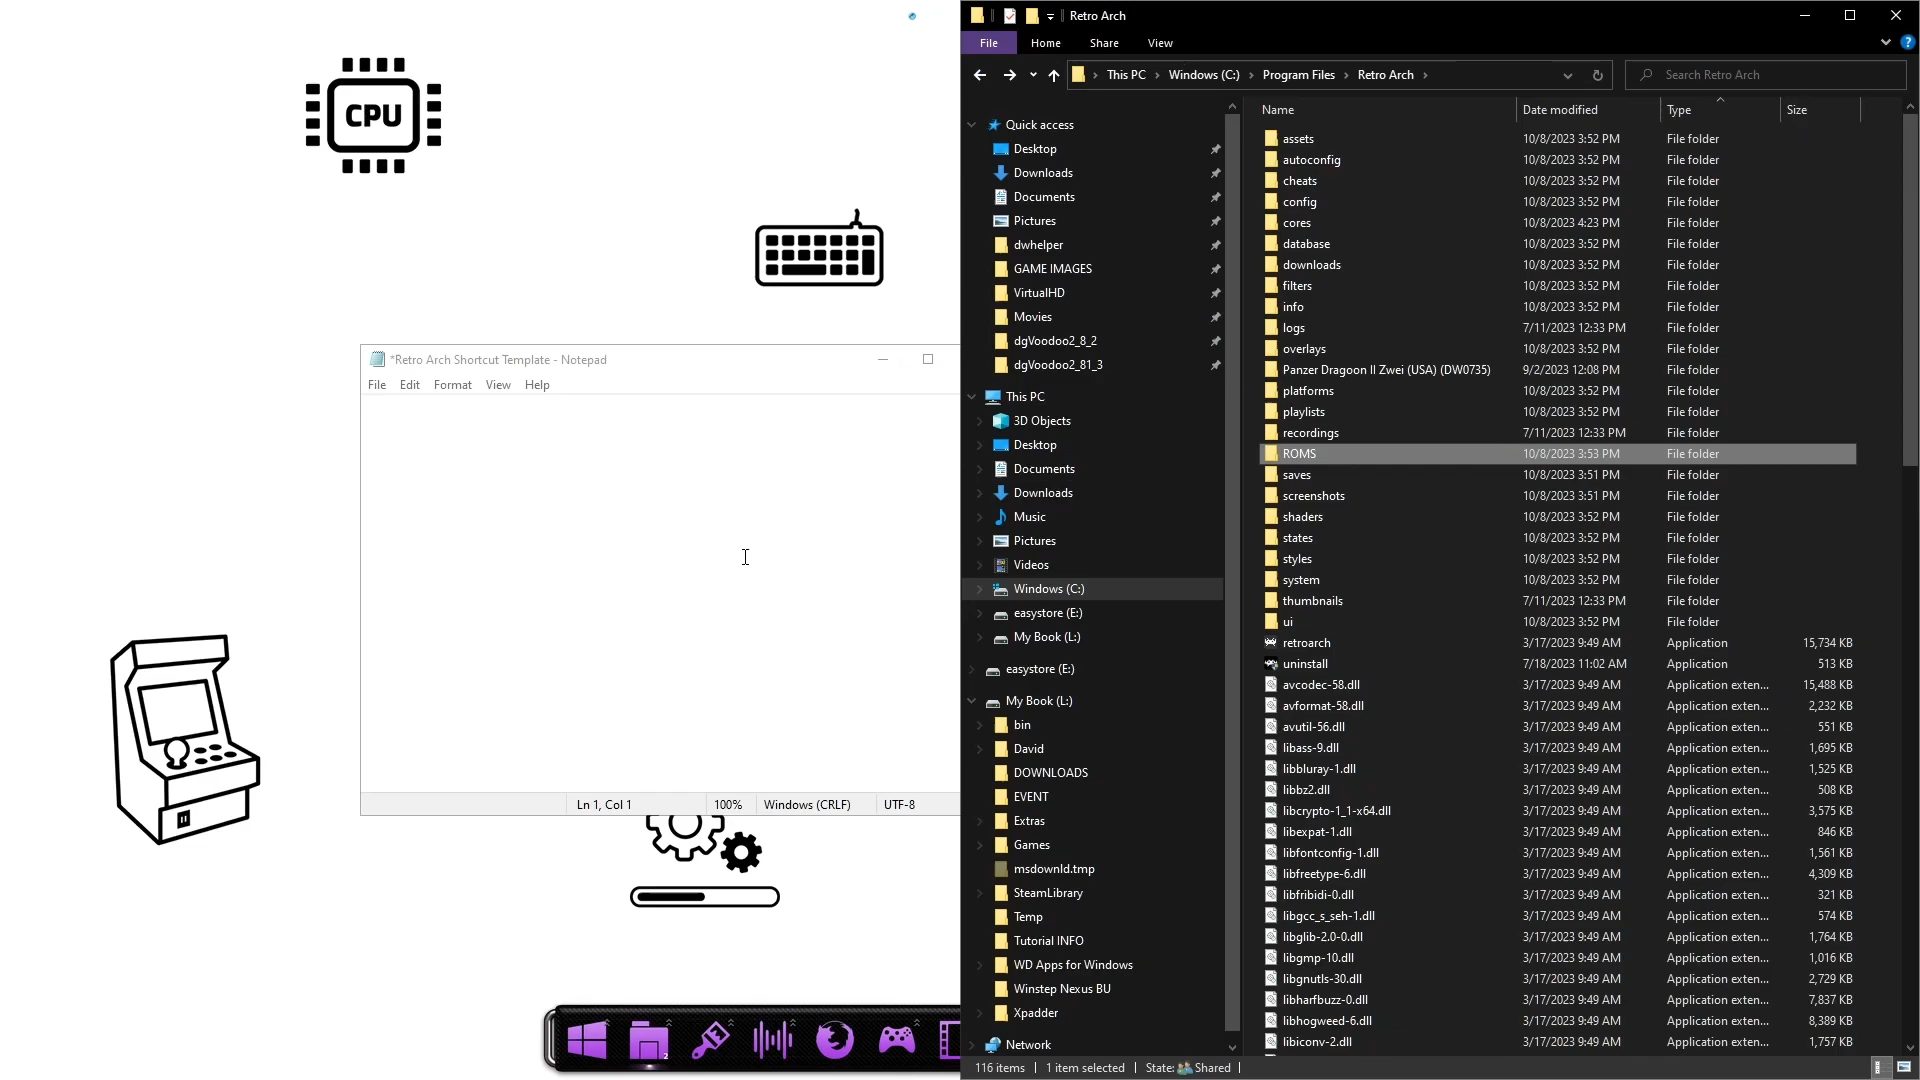 CPU
*Retro Arch Shortcut Template - Notepad
File Edit Format View Help
Ln 1, Col 1 100% Windows (CRLF) UTF-8
2
Retro Arch
File Home Share View
This PC Windows (C:) Program Files Retro Arch
Search Retro Arch
Quick access
Desktop
Downloads
Documents
Pictures
dwhelper
GAME IMAGES
VirtualHD
Movies
dgVoodoo2_8_2
dgVoodoo2_81_3
This PC
3D Objects
Desktop
Documents
Downloads
Music
Pictures
Videos
Windows (C:)
easystore (E:)
My Book (L:)
easystore (E:)
My Book (L:)
bin
David
DOWNLOADS
EVENT
Extras
Games
msdownld.tmp
SteamLibrary
Temp
Tutorial INFO
WD Apps for Windows
Winstep Nexus BU
Xpadder
Network
Name Date modified Type Size
assets 10/8/2023 3:52 PM File folder
autoconfig 10/8/2023 3:52 PM File folder
cheats 10/8/2023 3:52 PM File folder
config 10/8/2023 3:52 PM File folder
cores 10/8/2023 4:23 PM File folder
database 10/8/2023 3:52 PM File folder
downloads 10/8/2023 3:52 PM File folder
filters 10/8/2023 3:52 PM File folder
info 10/8/2023 3:52 PM File folder
logs 7/11/2023 12:33 PM File folder
overlays 10/8/2023 3:52 PM File folder
Panzer Dragoon II Zwei (USA) (DW0735) 9/2/2023 12:08 PM File folder
platforms 10/8/2023 3:52 PM File folder
playlists 10/8/2023 3:52 PM File folder
recordings 7/11/2023 12:33 PM File folder
ROMS 10/8/2023 3:53 PM File folder
saves 10/8/2023 3:51 PM File folder
screenshots 10/8/2023 3:51 PM File folder
shaders 10/8/2023 3:52 PM File folder
states 10/8/2023 3:52 PM File folder
styles 10/8/2023 3:52 PM File folder
system 10/8/2023 3:52 PM File folder
thumbnails 7/11/2023 12:33 PM File folder
ui 10/8/2023 3:52 PM File folder
retroarch 3/17/2023 9:49 AM Application 15,734 KB
uninstall 7/18/2023 11:02 AM Application 513 KB
avcodec-58.dll 3/17/2023 9:49 AM Application exten... 15,488 KB
avformat-58.dll 3/17/2023 9:49 AM Application exten... 2,232 KB
avutil-56.dll 3/17/2023 9:49 AM Application exten... 551 KB
libass-9.dll 3/17/2023 9:49 AM Application exten... 1,695 KB
libbluray-1.dll 3/17/2023 9:49 AM Application exten... 1,525 KB
libbz2.dll 3/17/2023 9:49 AM Application exten... 508 KB
libcrypto-1_1-x64.dll 3/17/2023 9:49 AM Application exten... 3,575 KB
libexpat-1.dll 3/17/2023 9:49 AM Application exten... 846 KB
libfontconfig-1.dll 3/17/2023 9:49 AM Application exten... 1,561 KB
libfreetype-6.dll 3/17/2023 9:49 AM Application exten... 4,309 KB
libfribidi-0.dll 3/17/2023 9:49 AM Application exten... 321 KB
libgcc_s_seh-1.dll 3/17/2023 9:49 AM Application exten... 574 KB
libglib-2.0-0.dll 3/17/2023 9:49 AM Application exten... 1,764 KB
libgmp-10.dll 3/17/2023 9:49 AM Application exten... 1,016 KB
libgnutls-30.dll 3/17/2023 9:49 AM Application exten... 2,729 KB
libharfbuzz-0.dll 3/17/2023 9:49 AM Application exten... 7,837 KB
libhogweed-6.dll 3/17/2023 9:49 AM Application exten... 8,389 KB
libiconv-2.dll 3/17/2023 9:49 AM Application exten... 1,757 KB
116 items 1 item selected State: Shared